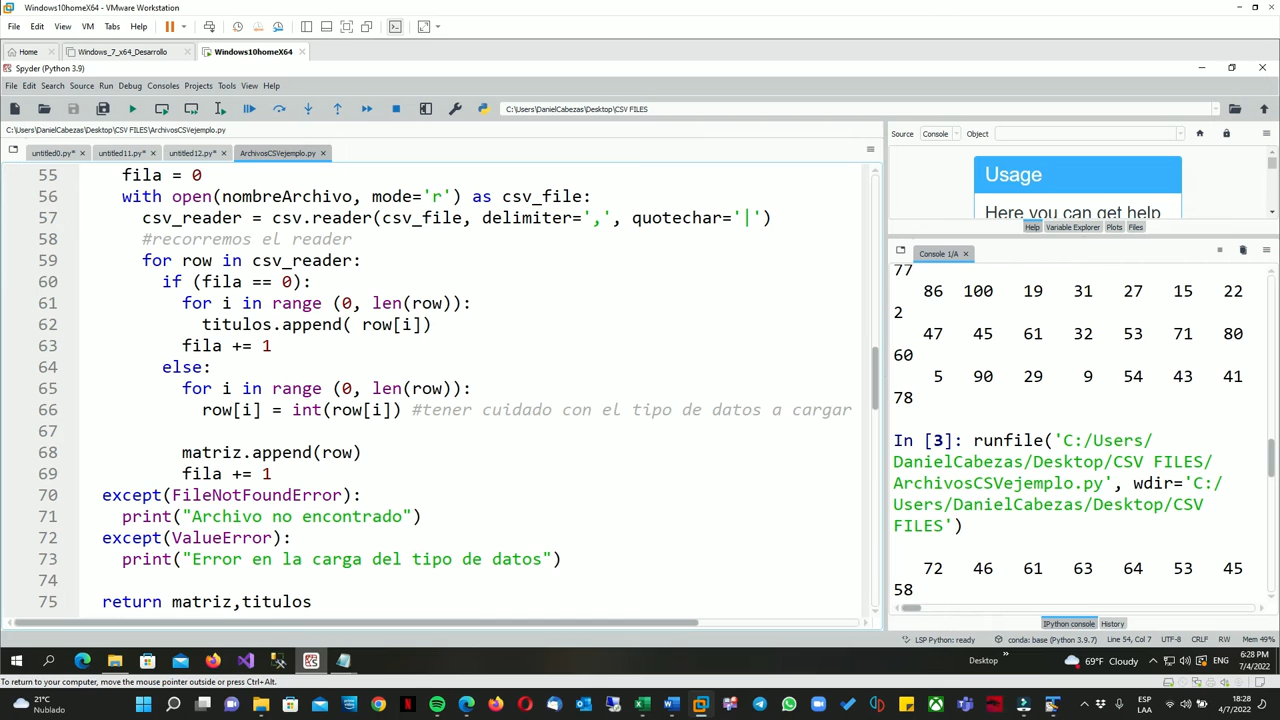 Windows10homeX64 - VMware Workstation
File Edit View VM Tabs Help
Home Windows_7_x64_Desarrollo Windows10homeX64
Spyder (Python 3.9)
File Edit Search Source Run Debug Consoles Projects Tools View Help
C:\Users\DanielCabezas\Desktop\CSV FILES
C:\Users\DanielCabezas\Desktop\CSV FILES\ArchivosCSVejemplo.py
untitled0.py* untitled11.py* untitled12.py* ArchivosCSVejemplo.py
55 fila = 0
56 with open(nombreArchivo, mode='r') as csv_file:
57 csv_reader = csv.reader(csv_file, delimiter=',', quotechar='|')
58 #recorremos el reader
59 for row in csv_reader:
60 if (fila == 0):
61 for i in range (0, len(row)):
62 titulos.append( row[i])
63 fila += 1
64 else:
65 for i in range (0, len(row)):
66 row[i] = int(row[i]) #tener cuidado con el tipo de datos a cargar
67
68 matriz.append(row)
69 fila += 1
70 except(FileNotFoundError):
71 print("Archivo no encontrado")
72 except(ValueError):
73 print("Error en la carga del tipo de datos")
74
75 return matriz,titulos
Source Console Object
Usage
Here you can get help
Help Variable Explorer Plots Files
Console 1/A
77
86 100 19 31 27 15 22
2
47 45 61 32 53 71 80
60
5 90 29 9 54 43 41
78
In [3]: runfile('C:/Users/
DanielCabezas/Desktop/CSV FILES/
ArchivosCSVejemplo.py', wdir='C:/
Users/DanielCabezas/Desktop/CSV
FILES')
72 46 61 63 64 53 45
58
IPython console History
LSP Python: ready conda: base (Python 3.9.7) Line 54, Col 7 UTF-8 CRLF RW Mem 49%
Desktop 69°F Cloudy ENG 6:28 PM
7/4/2022
To return to your computer, move the mouse pointer outside or press Ctrl+Alt.
21°C
Nublado
ESP
LAA
18:28
4/7/2022